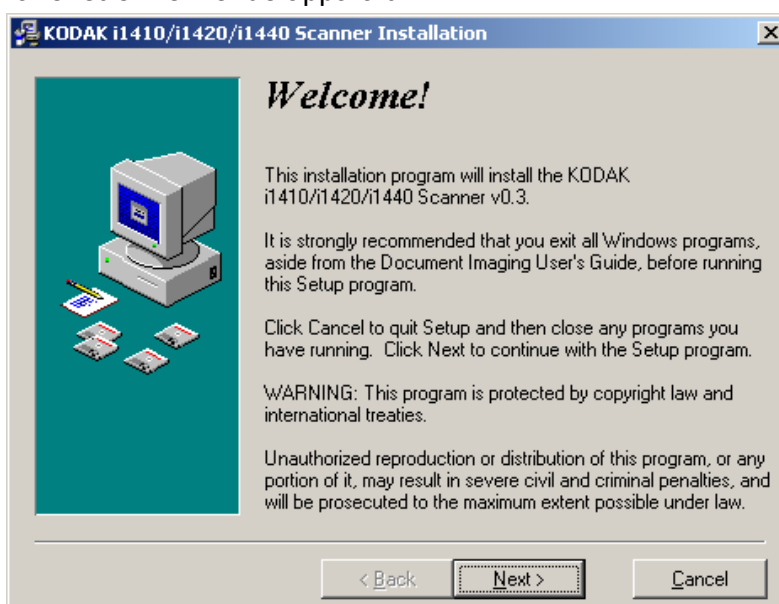 KODAK i1410/i1420/i1440 Scanner Installation
Welcome!
This installation program will install the KODAK
i1410/i1420/i1440 Scanner v0.3.
It is strongly recommended that you exit all Windows programs,
aside from the Document Imaging User's Guide, before running
this Setup program.
Click Cancel to quit Setup and then close any programs you
have running. Click Next to continue with the Setup program.
WARNING: This program is protected by copyright law and
international treaties.
Unauthorized reproduction or distribution of this program, or any
portion of it, may result in severe civil and criminal penalties, and
will be prosecuted to the maximum extent possible under law.
< Back
Next >
Cancel